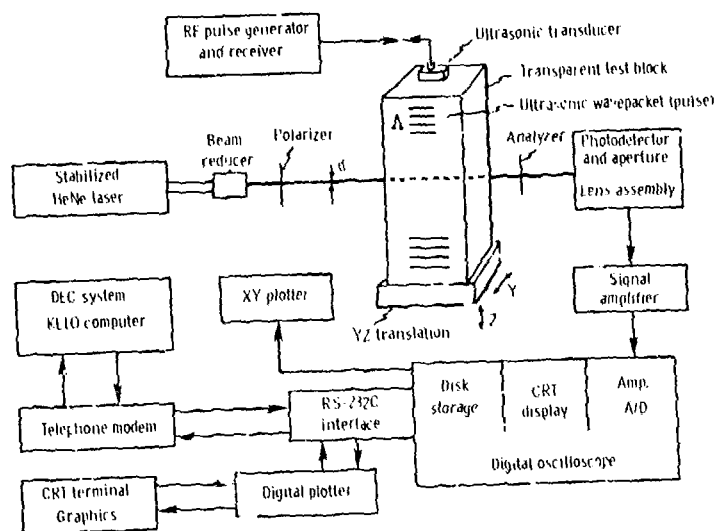 RF pulse generator
and receiver
Ultrasonic transducer
Transparent test block
Ultrasonic wavepacket (pulse)
Λ
Analyzer
Polarizer
Beam
reducer
d
Stabilized
HeNe laser
Photodetector
and aperture
Lens assembly
Signal
amplifier
Y
Z
YZ translation
XY plotter
DEC system
KL10 computer
Telephone modem
RS-232C
interface
Disk
storage
CRT
display
Amp.
A/D
Digital oscilloscope
CRT terminal
Graphics
Digital plotter